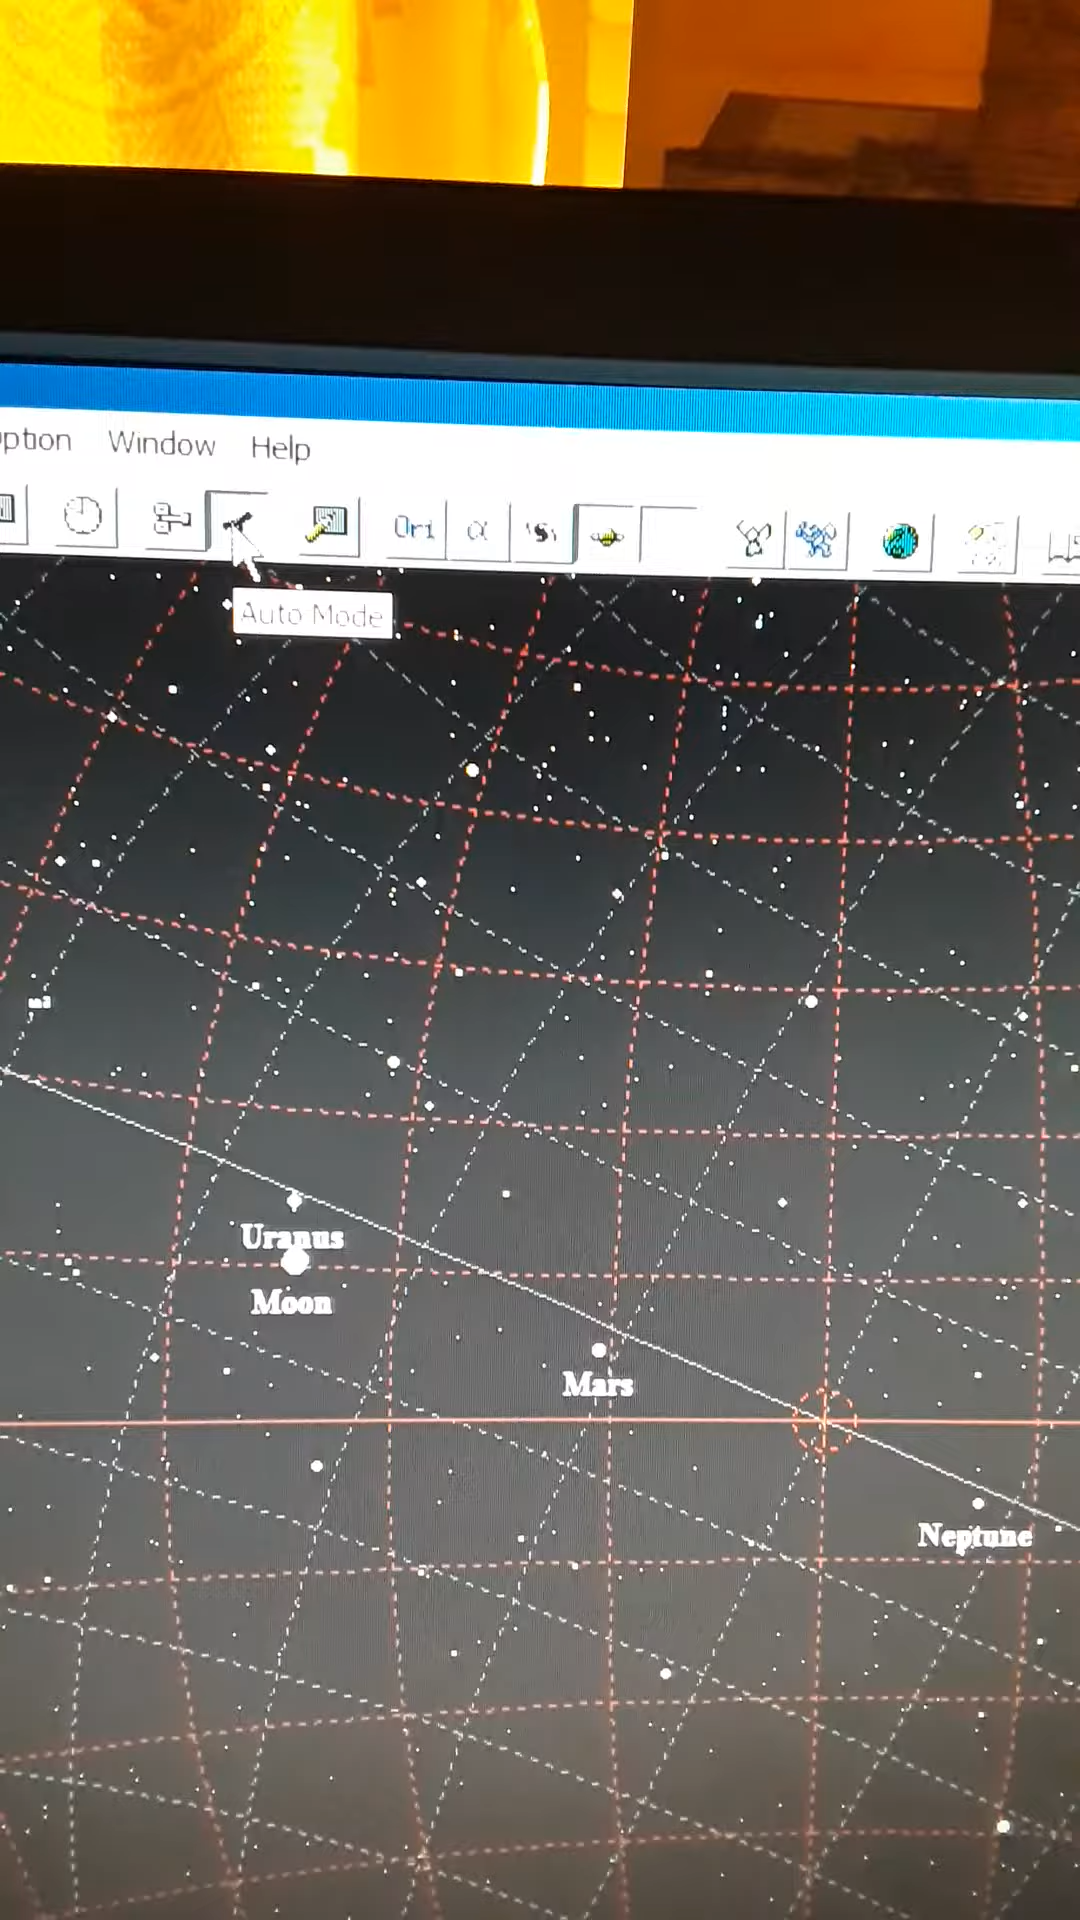 ption Window Help
Ori α
Auto Mode
Uranus
Moon
Mars
Neptune